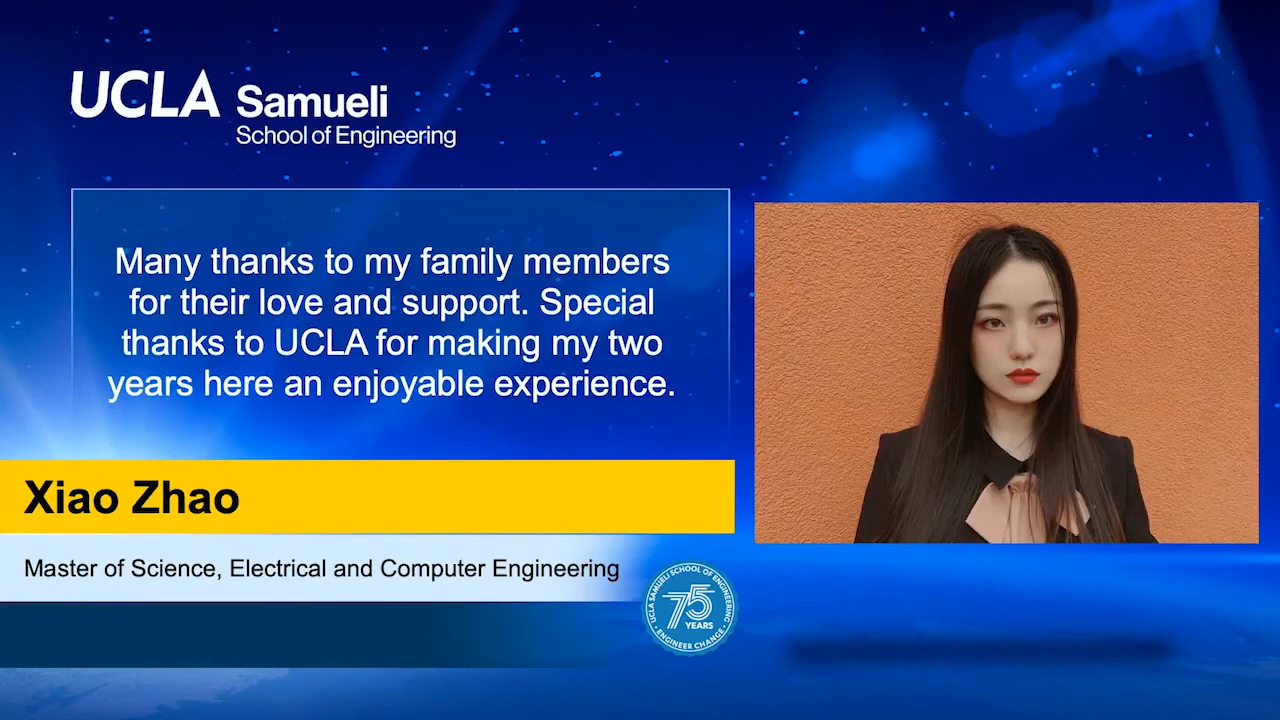 UCLA Samueli
School of Engineering
Many thanks to my family members
for their love and support. Special
thanks to UCLA for making my two
years here an enjoyable experience.
Xiao Zhao
Master of Science, Electrical and Computer Engineering
UCLA SAMUELI SCHOOL OF ENGINEERING
75
YEARS
ENGINEER CHANGE